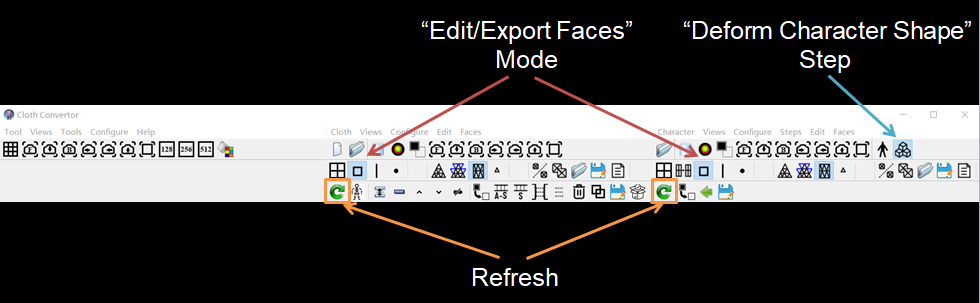 “Edit/Export Faces”
Mode
“Deform Character Shape”
Step
Cloth Convertor
Tool Views Tools Configure Help
Cloth Views Configure Edit Faces
Character Views Configure Steps Edit Faces
128 256 512
A-S S
Refresh